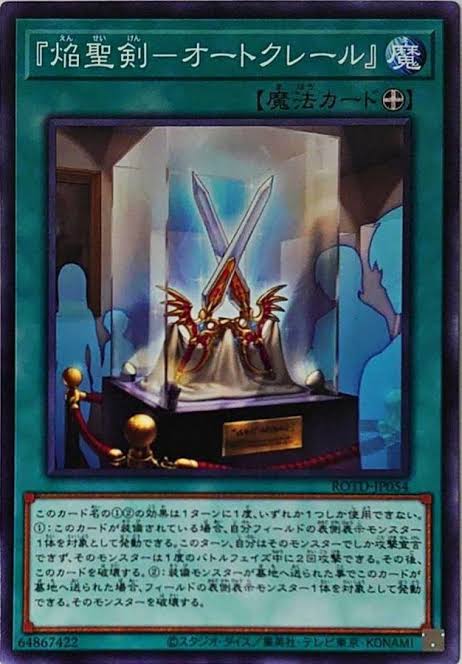 えん せい けん
『焔聖剣－オートクレール』 魔
ま ほう
【魔法カード】
ROTD-JP054
このカード名の①②の効果は1ターンに1度、いずれか1つしか使用できない。
①：このカードが装備されている場合、自分フィールドの表側表示モンスター
1体を対象として発動できる。このターン、自分はそのモンスターでしか攻撃宣言
できず、そのモンスターは1度のバトルフェイズ中に2回攻撃できる。その後、
このカードを破壊する。②：装備モンスターが墓地へ送られた事でこのカード
が墓地へ送られた場合、フィールドの表側表示モンスター1体を対象として発動
できる。そのモンスターを破壊する。
64867422
©スタジオ・ダイス／集英社・テレビ東京・KONAMI